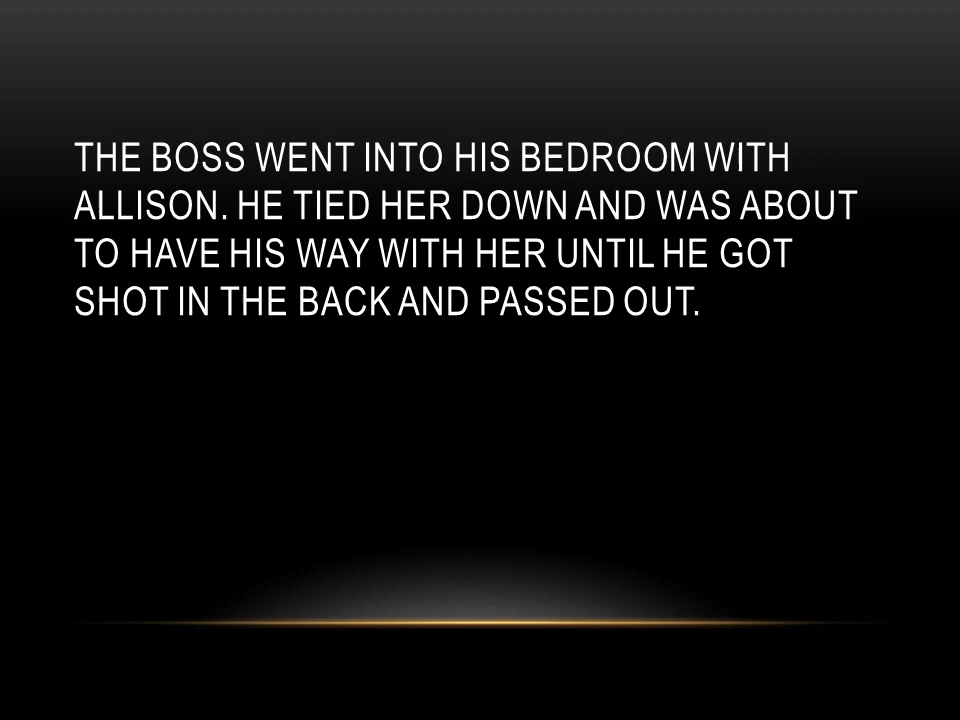 THE BOSS WENT INTO HIS BEDROOM WITH
ALLISON. HE TIED HER DOWN AND WAS ABOUT
TO HAVE HIS WAY WITH HER UNTIL HE GOT
SHOT IN THE BACK AND PASSED OUT.